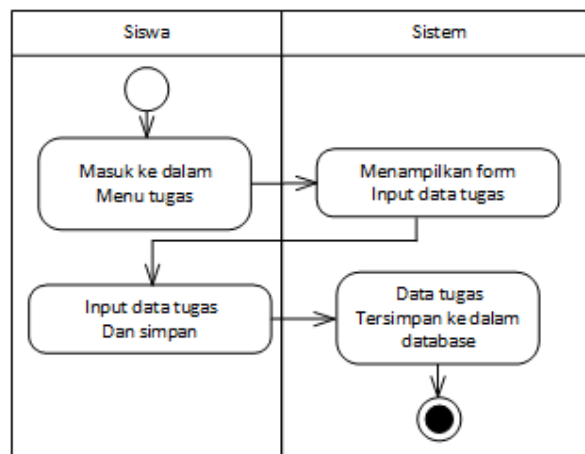 Siswa
Sistem
Masuk ke dalam
Menu tugas
Menampilkan form
Input data tugas
Input data tugas
Dan simpan
Data tugas
Tersimpan ke dalam
database